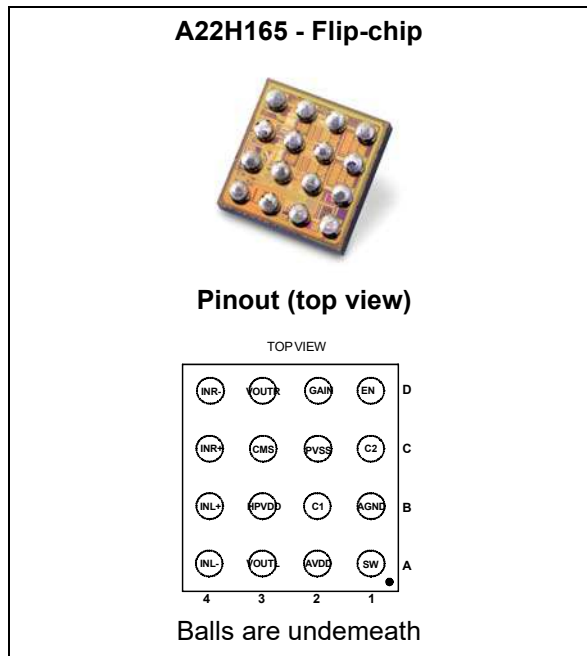 A22H165 - Flip-chip
Pinout (top view)
TOP VIEW
INR- VOUTR GAIN EN D
INR+ CMS PVSS C2 C
INL+ HPVDD C1 AGND B
INL- VOUTL AVDD SW A
4 3 2 1
Balls are undemeath